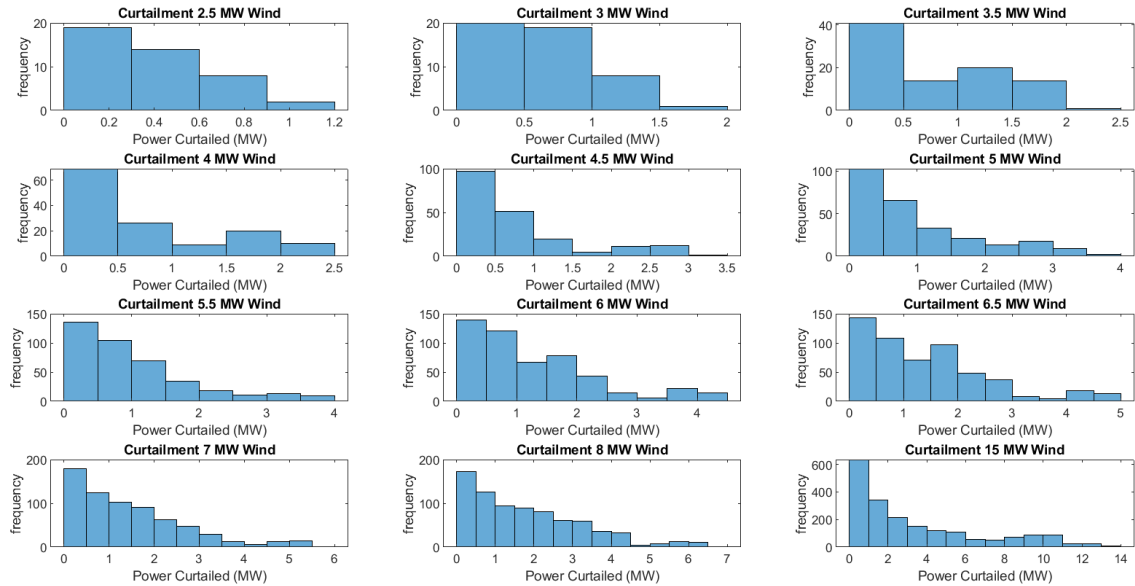 Curtailment 2.5 MW Wind
20
10
0
frequency
0 0.2 0.4 0.6 0.8 1 1.2
Power Curtailed (MW)
Curtailment 3 MW Wind
20
10
0
frequency
0 0.5 1 1.5 2
Power Curtailed (MW)
Curtailment 3.5 MW Wind
40
20
0
frequency
0 0.5 1 1.5 2 2.5
Power Curtailed (MW)
Curtailment 4 MW Wind
60
40
20
0
frequency
0 0.5 1 1.5 2 2.5
Power Curtailed (MW)
Curtailment 4.5 MW Wind
100
50
0
frequency
0 0.5 1 1.5 2 2.5 3 3.5
Power Curtailed (MW)
Curtailment 5 MW Wind
100
50
0
frequency
0 1 2 3 4
Power Curtailed (MW)
Curtailment 5.5 MW Wind
150
100
50
0
frequency
0 1 2 3 4
Power Curtailed (MW)
Curtailment 6 MW Wind
150
100
50
0
frequency
0 1 2 3 4
Power Curtailed (MW)
Curtailment 6.5 MW Wind
150
100
50
0
frequency
0 1 2 3 4 5
Power Curtailed (MW)
Curtailment 7 MW Wind
200
100
0
frequency
0 1 2 3 4 5 6
Power Curtailed (MW)
Curtailment 8 MW Wind
200
100
0
frequency
0 1 2 3 4 5 6 7
Power Curtailed (MW)
Curtailment 15 MW Wind
600
400
200
0
frequency
0 1 2 3 4 5 6 7 8 9 10 11 12 13 14
Power Curtailed (MW)